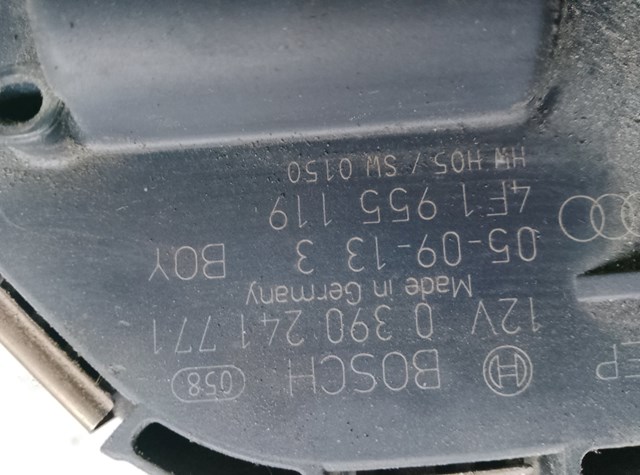 BOSCH 058
12V 0 390 241 771
Made in Germany
05-09-13 3 BOY
4F1 955 119
HW H05 / SW 0150